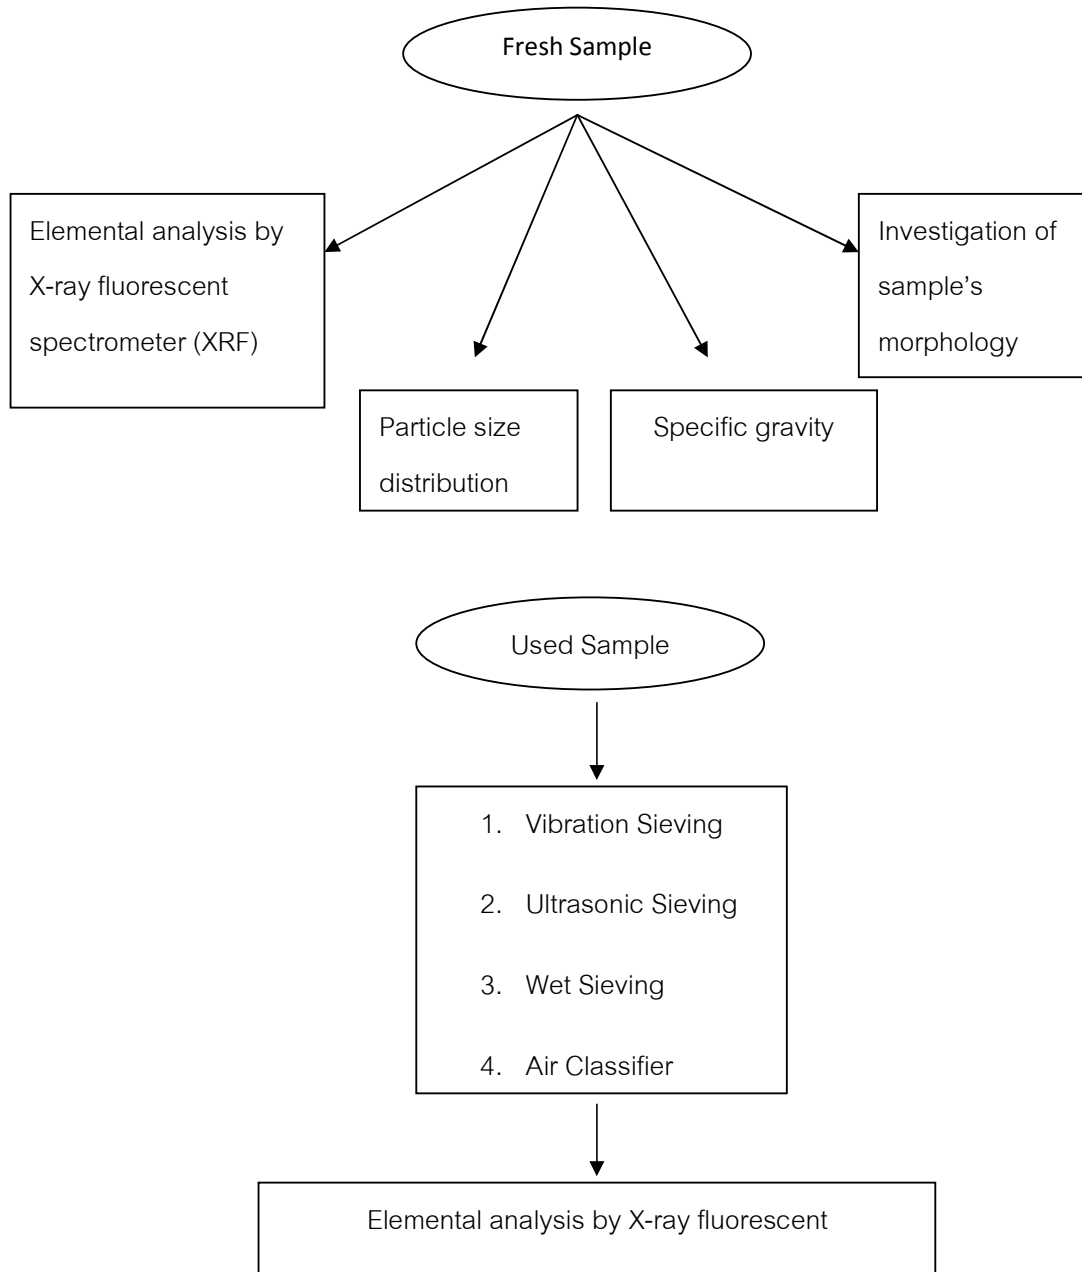 Fresh Sample
Elemental analysis by
X-ray fluorescent
spectrometer (XRF)
Investigation of
sample's
morphology
Particle size
distribution
Specific gravity
Used Sample
1. Vibration Sieving
2. Ultrasonic Sieving
3. Wet Sieving
4. Air Classifier
Elemental analysis by X-ray fluorescent